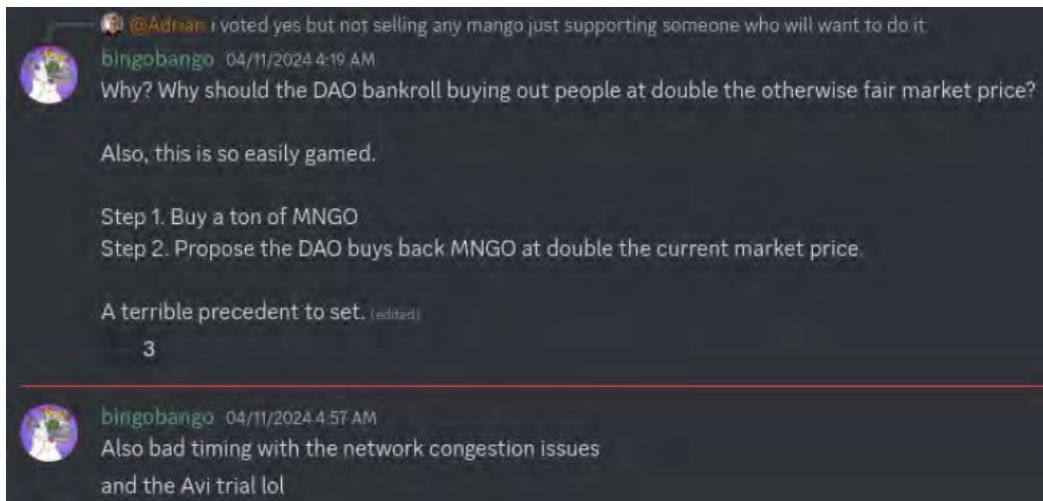 @Adrian i voted yes but not selling any mango just supporting someone who will want to do it
bingobango 04/11/2024 4:19 AM
Why? Why should the DAO bankroll buying out people at double the otherwise fair market price?
Also, this is so easily gamed.
Step 1. Buy a ton of MNGO
Step 2. Propose the DAO buys back MNGO at double the current market price.
A terrible precedent to set. (edited)
3
bingobango 04/11/2024 4:57 AM
Also bad timing with the network congestion issues
and the Avi trial lol